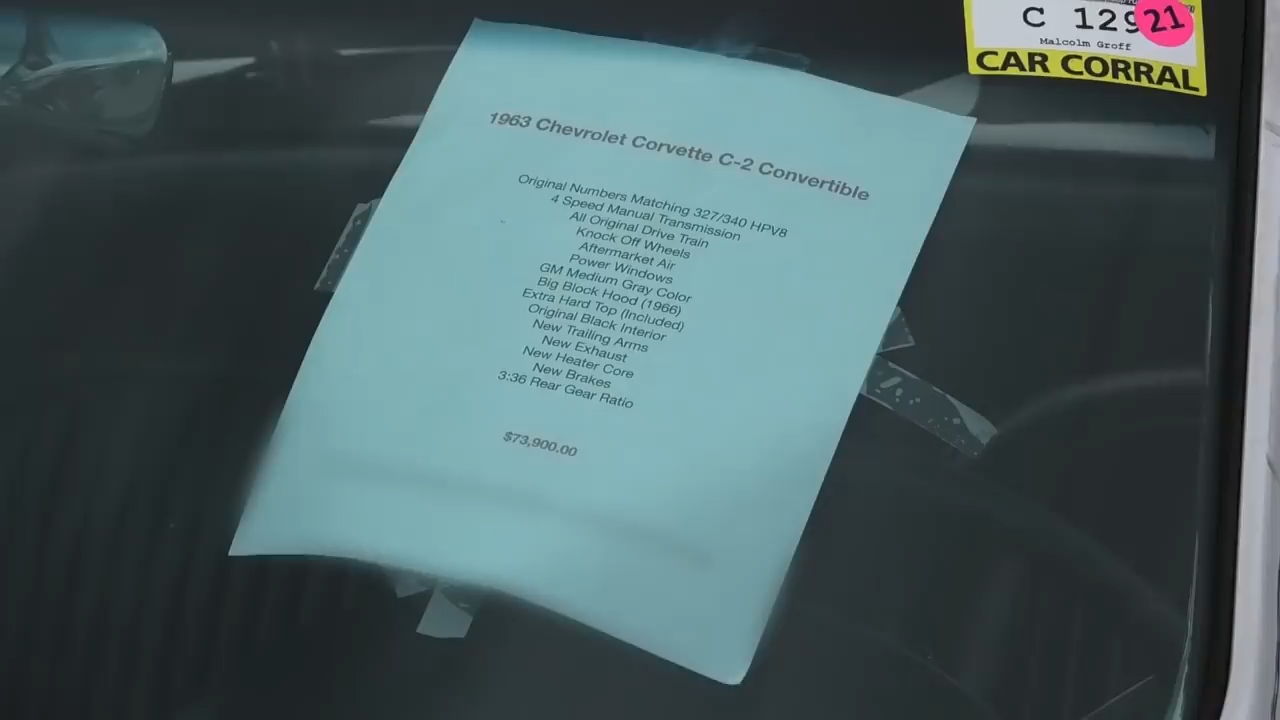 C 129
21
Malcolm Groff
CAR CORRAL
1963 Chevrolet Corvette C-2 Convertible
Original Numbers Matching 327/340 HPV8
4 Speed Manual Transmission
All Original Drive Train
Knock Off Wheels
Aftermarket Air
Power Windows
GM Medium Gray Color
Big Block Hood (1966)
Extra Hard Top (Included)
Original Black Interior
New Trailing Arms
New Exhaust
New Heater Core
New Brakes
3:36 Rear Gear Ratio
$73,900.00